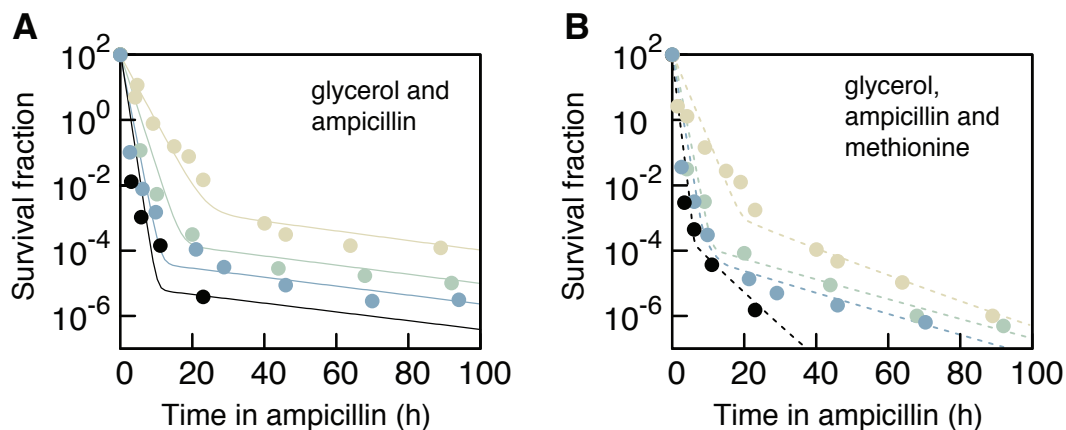 A
Survival fraction
10²
10⁰
10⁻²
10⁻⁴
10⁻⁶
glycerol and
ampicillin
0 20 40 60 80 100
Time in ampicillin (h)
B
Survival fraction
10²
10
10⁻²
10⁻⁴
10⁻⁶
glycerol,
ampicillin and
methionine
0 20 40 60 80 100
Time in ampicillin (h)